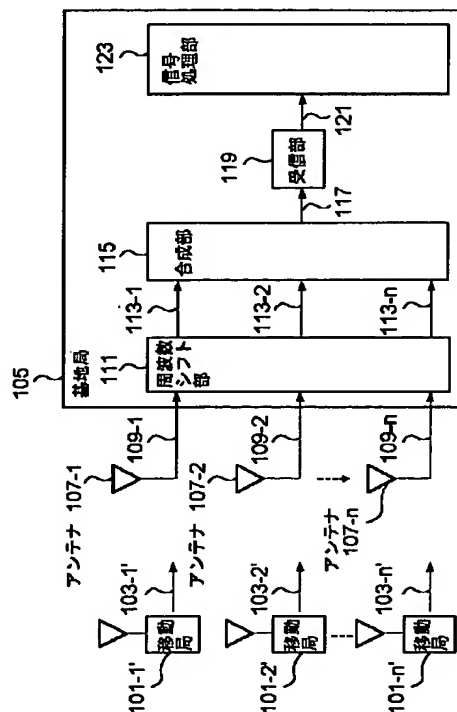 105
基地局
111
周波数
シフト
部
115
合成部
119
受信部
123
信号
処理部
113-1
113-2
113-n
117
121
109-1
109-2
109-n
アンテナ 107-1
アンテナ 107-2
アンテナ
107-n
103-1'
103-2'
103-n'
移動
局
移動
局
移動
局
101-1'
101-2'
101-n'